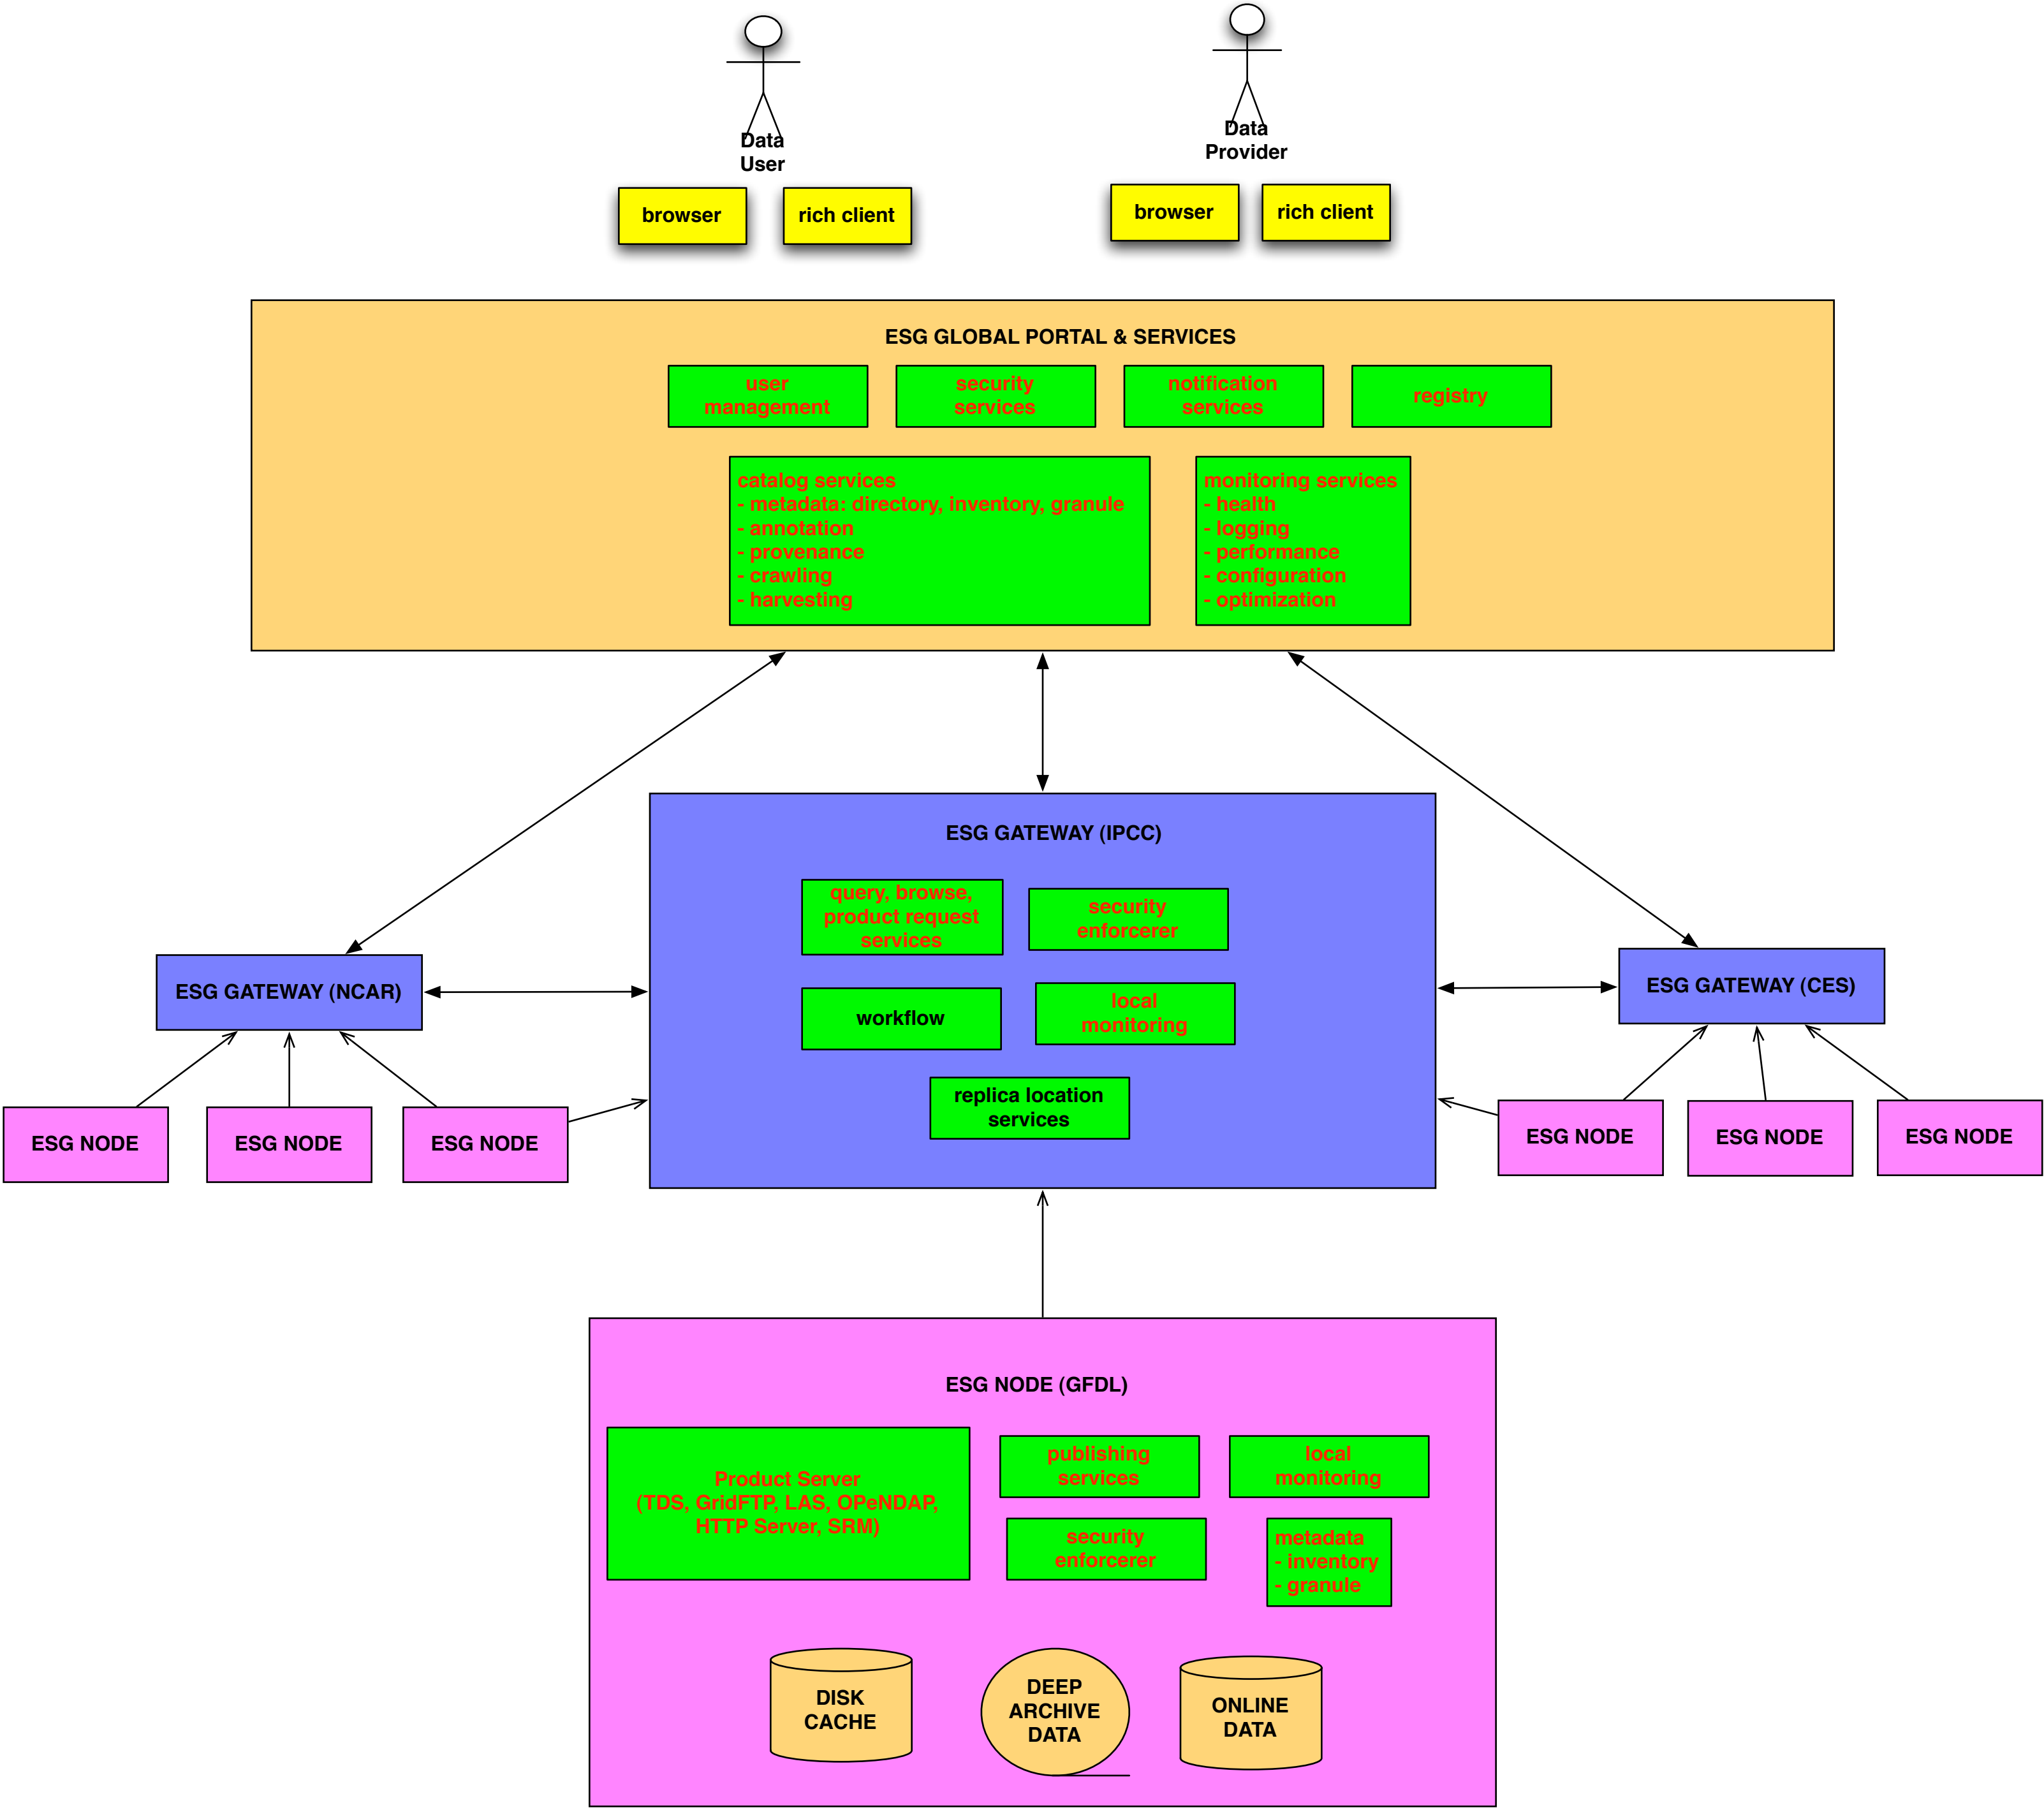 Data
User
Data
Provider
browser
rich client
browser
rich client
ESG GLOBAL PORTAL & SERVICES
user
management
security
services
notification
services
registry
catalog services
- metadata: directory, inventory, granule
- annotation
- provenance
- crawling
- harvesting
monitoring services
- health
- logging
- performance
- configuration
- optimization
ESG GATEWAY (IPCC)
query, browse,
product request
services
security
enforcerer
workflow
local
monitoring
replica location
services
ESG GATEWAY (NCAR)
ESG GATEWAY (CES)
ESG NODE
ESG NODE
ESG NODE
ESG NODE
ESG NODE
ESG NODE
ESG NODE (GFDL)
Product Server
(TDS, GridFTP, LAS, OPeNDAP,
HTTP Server, SRM)
publishing
services
local
monitoring
security
enforcerer
metadata
- inventory
- granule
DISK
CACHE
DEEP
ARCHIVE
DATA
ONLINE
DATA